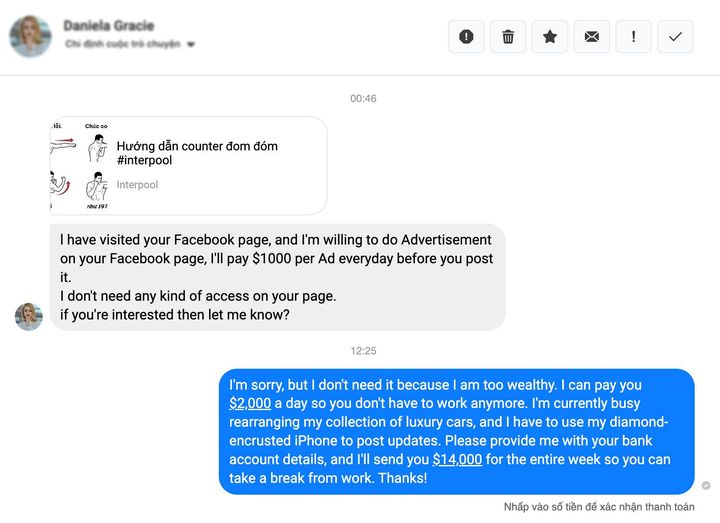 Daniela Gracie
Chỉ định cuộc trò chuyện
00:46
lỗi.
Chúc co
Hướng dẫn counter đom đóm
#interpool
Interpool
như J97
I have visited your Facebook page, and I'm willing to do Advertisement
on your Facebook page, I'll pay $1000 per Ad everyday before you post
it.
I don't need any kind of access on your page.
if you're interested then let me know?
12:25
I'm sorry, but I don't need it because I am too wealthy. I can pay you
$2,000 a day so you don't have to work anymore. I'm currently busy
rearranging my collection of luxury cars, and I have to use my diamond-
encrusted iPhone to post updates. Please provide me with your bank
account details, and I'll send you $14,000 for the entire week so you can
take a break from work. Thanks!
Nhấp vào số tiền để xác nhận thanh toán